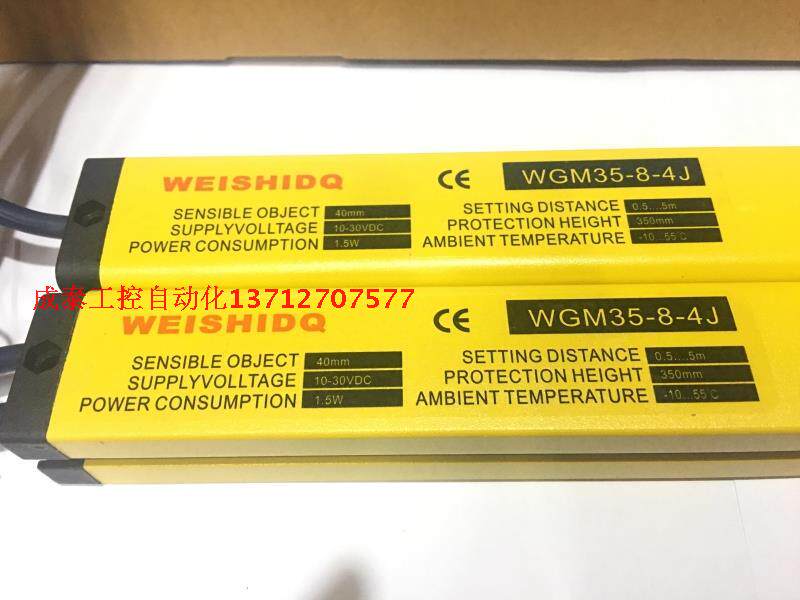 WEISHIDQ CE WGM35-8-4J
SENSIBLE OBJECT 40mm SETTING DISTANCE 0.5....5m
SUPPLYVOLLTAGE 10-30VDC PROTECTION HEIGHT 350mm
POWER CONSUMPTION 1.5W AMBIENT TEMPERATURE -10...55℃
成泰工控自动化13712707577
WEISHIDQ CE WGM35-8-4J
SENSIBLE OBJECT 40mm SETTING DISTANCE 0.5....5m
SUPPLYVOLLTAGE 10-30VDC PROTECTION HEIGHT 350mm
POWER CONSUMPTION 1.5W AMBIENT TEMPERATURE -10...55℃